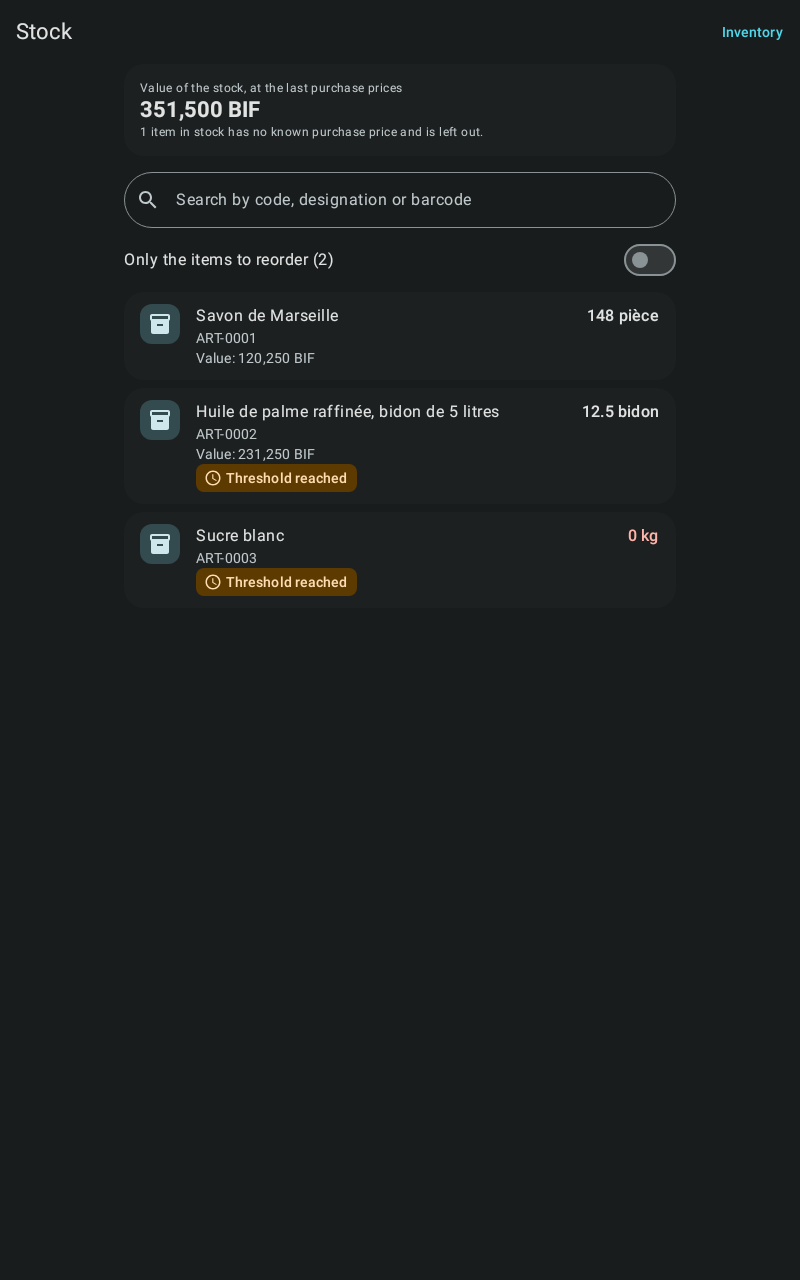 Stock
Inventory
Value of the stock, at the last purchase prices
351,500 BIF
1 item in stock has no known purchase price and is left out.
Search by code, designation or barcode
Only the items to reorder (2)
Savon de Marseille
148 pièce
ART-0001
Value: 120,250 BIF
Huile de palme raffinée, bidon de 5 litres
12.5 bidon
ART-0002
Value: 231,250 BIF
Threshold reached
Sucre blanc
0 kg
ART-0003
Threshold reached